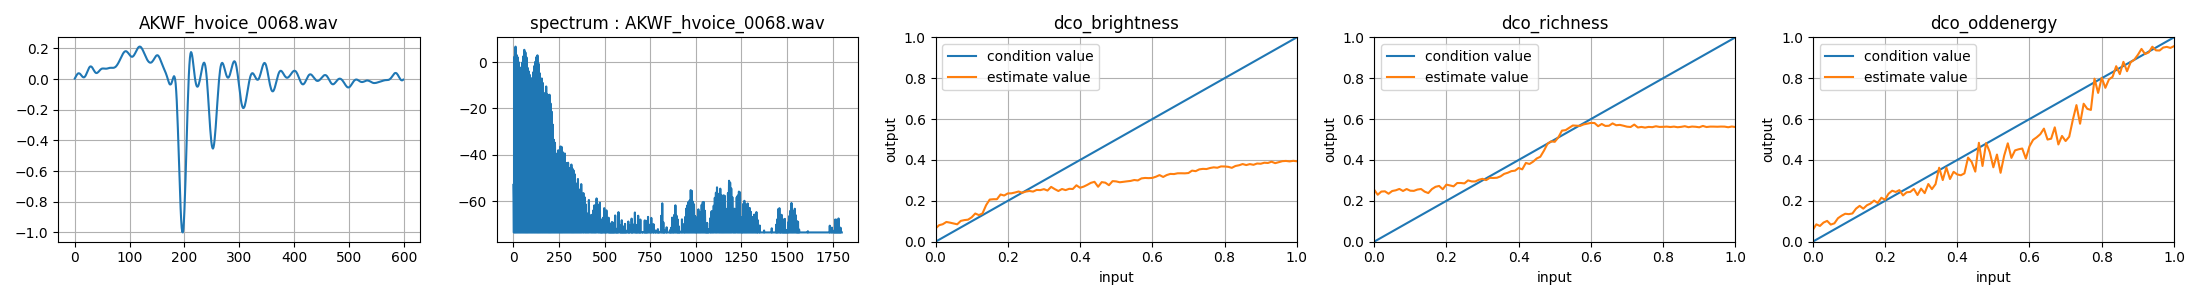 AKWF_hvoice_0068.wav
0.2
0.0
−0.2
−0.4
−0.6
−0.8
−1.0
0 100 200 300 400 500 600
spectrum : AKWF_hvoice_0068.wav
0
−20
−40
−60
0 250 500 750 1000 1250 1500 1750
dco_brightness
condition value
estimate value
output
1.0
0.8
0.6
0.4
0.2
0.0
0.0 0.2 0.4 0.6 0.8 1.0
input
dco_richness
condition value
estimate value
output
1.0
0.8
0.6
0.4
0.2
0.0
0.0 0.2 0.4 0.6 0.8 1.0
input
dco_oddenergy
condition value
estimate value
output
1.0
0.8
0.6
0.4
0.2
0.0
0.0 0.2 0.4 0.6 0.8 1.0
input